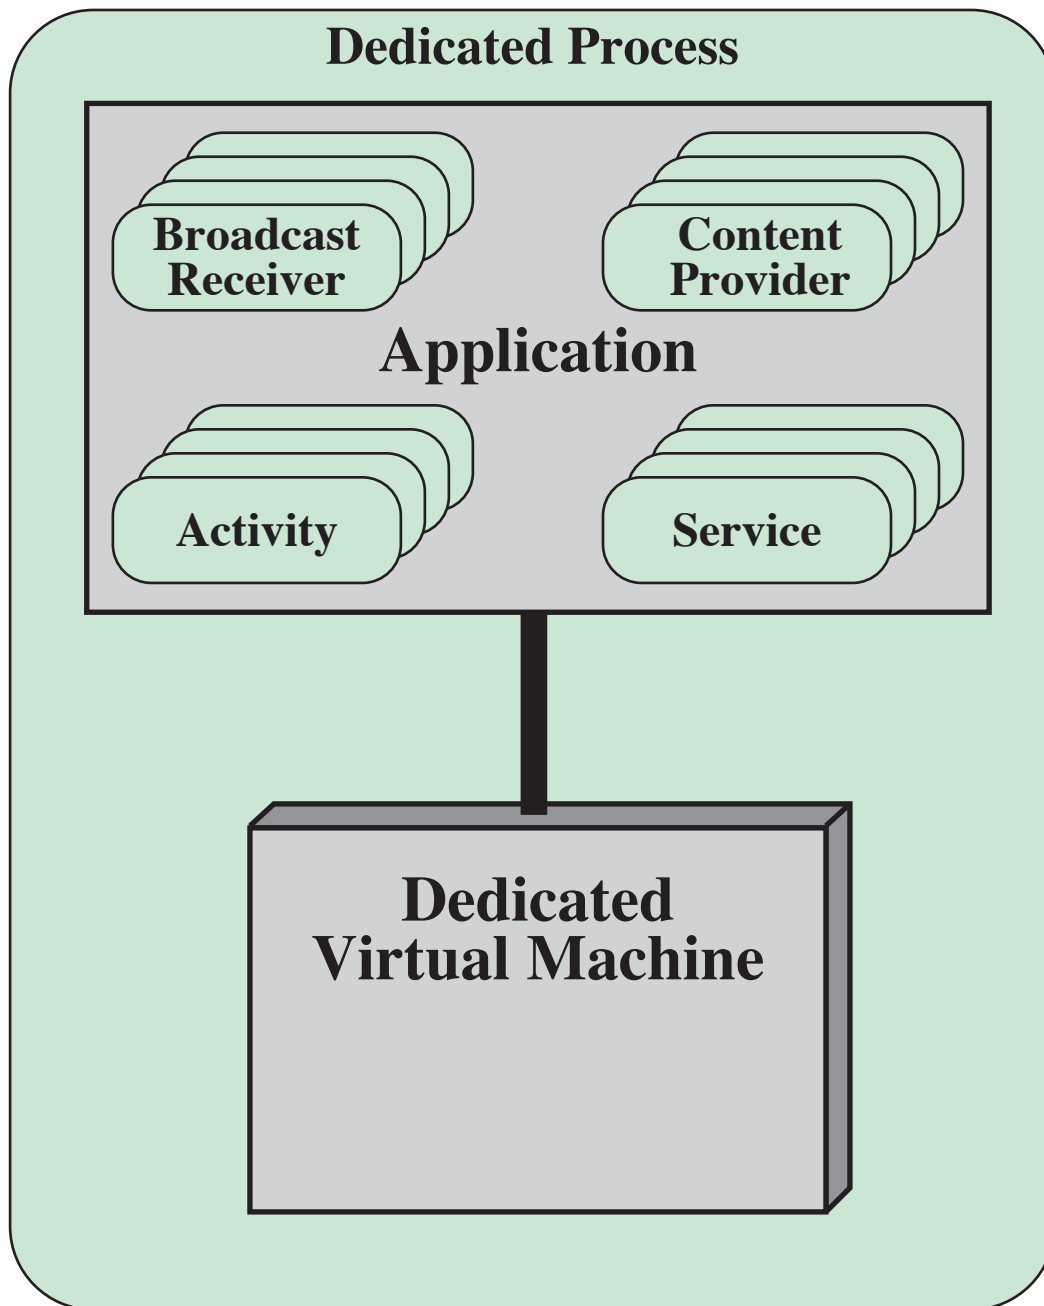 Dedicated Process
Broadcast
Receiver
Content
Provider
Application
Activity
Service
Dedicated
Virtual Machine